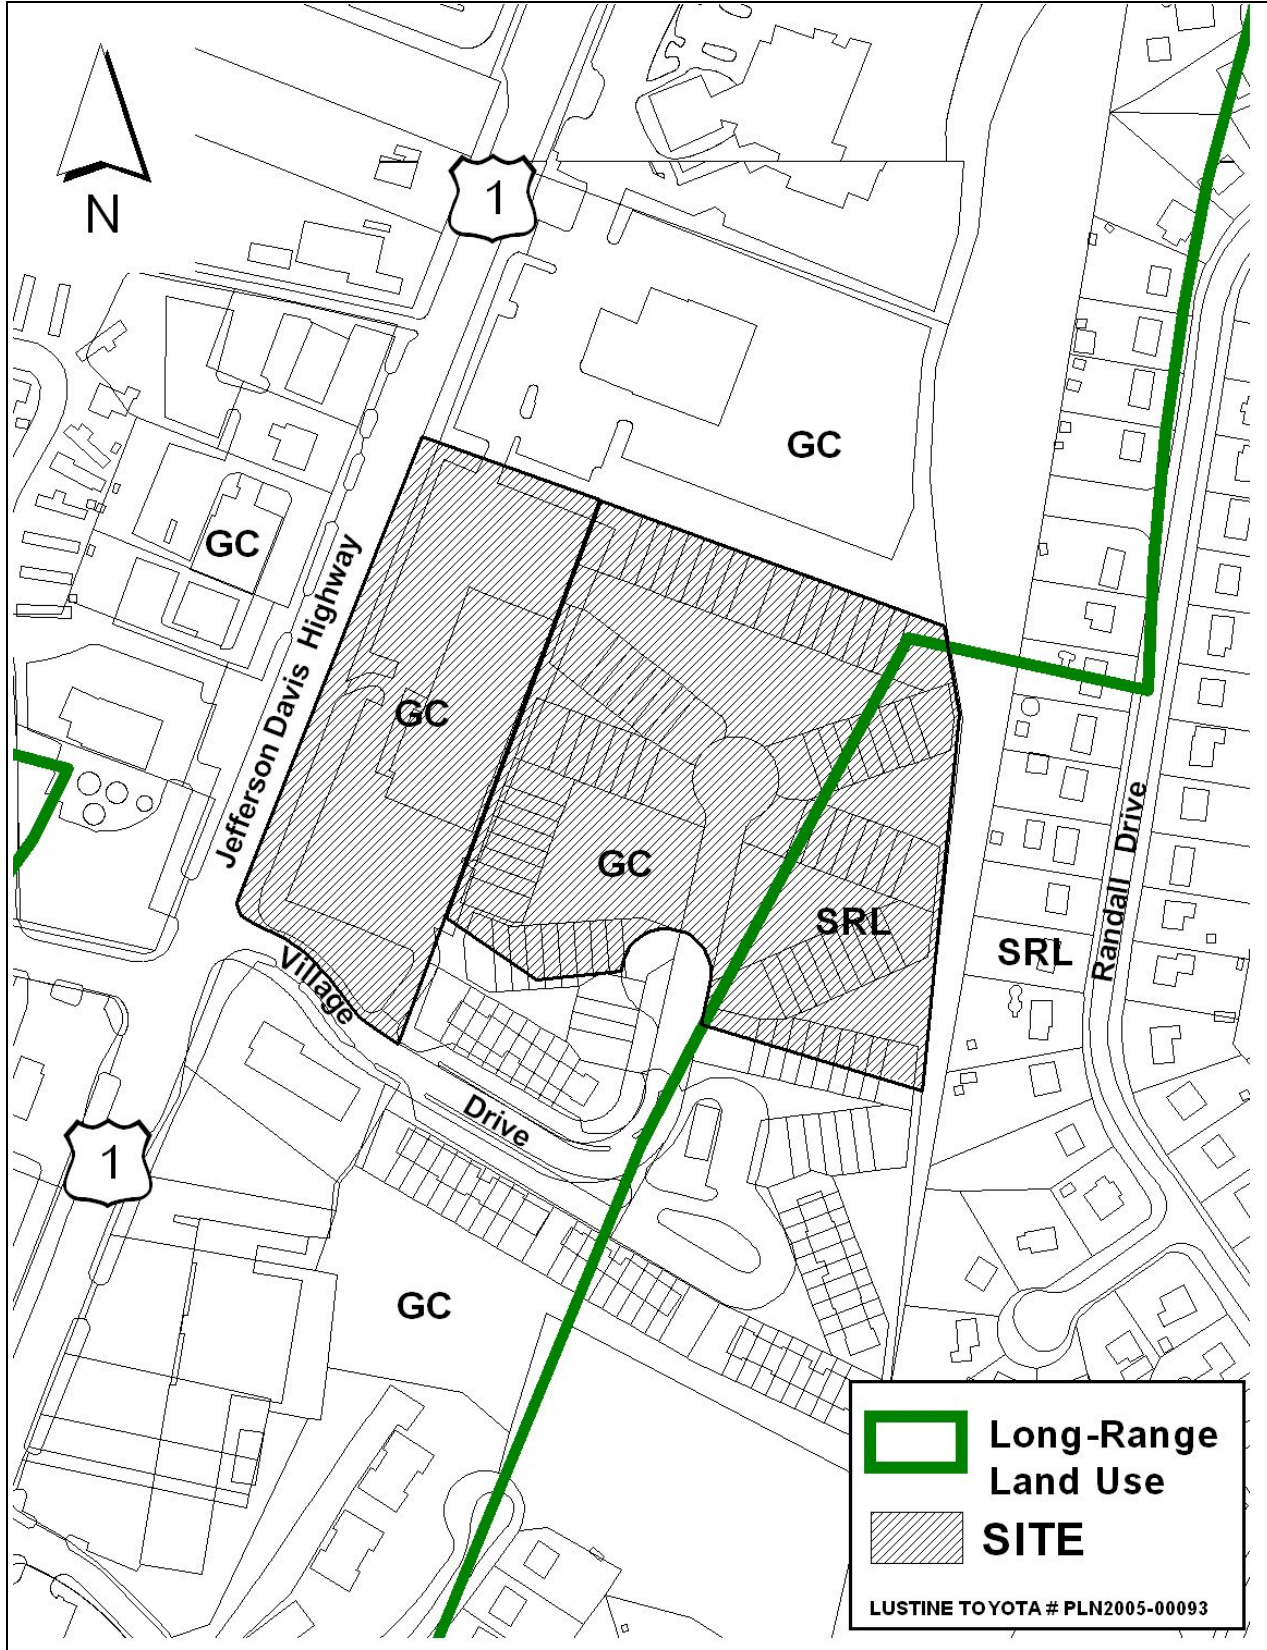 N
1
GC
GC
Jefferson Davis Highway
GC
GC
SRL
SRL
Randall Drive
Village
Drive
1
GC
Long-Range
Land Use
SITE
LUSTINE TOYOTA # PLN2005-00093